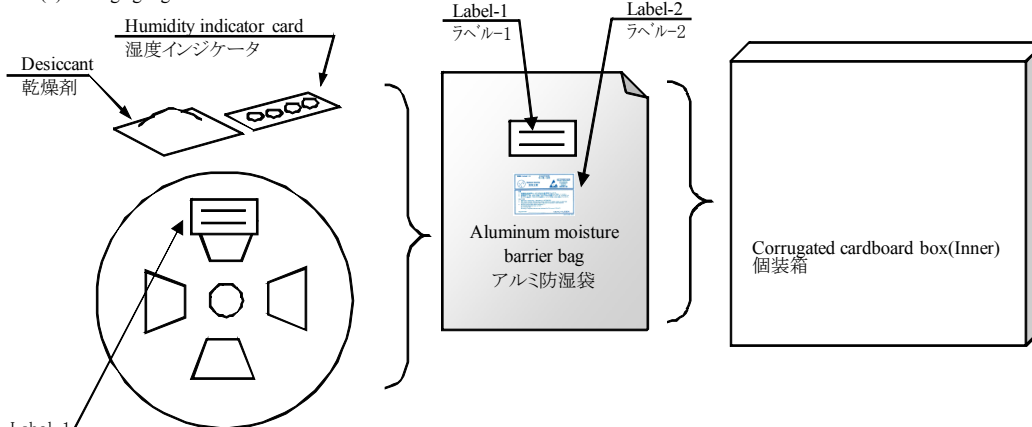 Humidity indicator card
湿度インジケータ
Desiccant
乾燥剤
Label-1
ラベル-1
Label-2
ラベル-2
Aluminum moisture
barrier bag
アルミ防湿袋
Corrugated cardboard box(Inner)
個装箱
Label-1